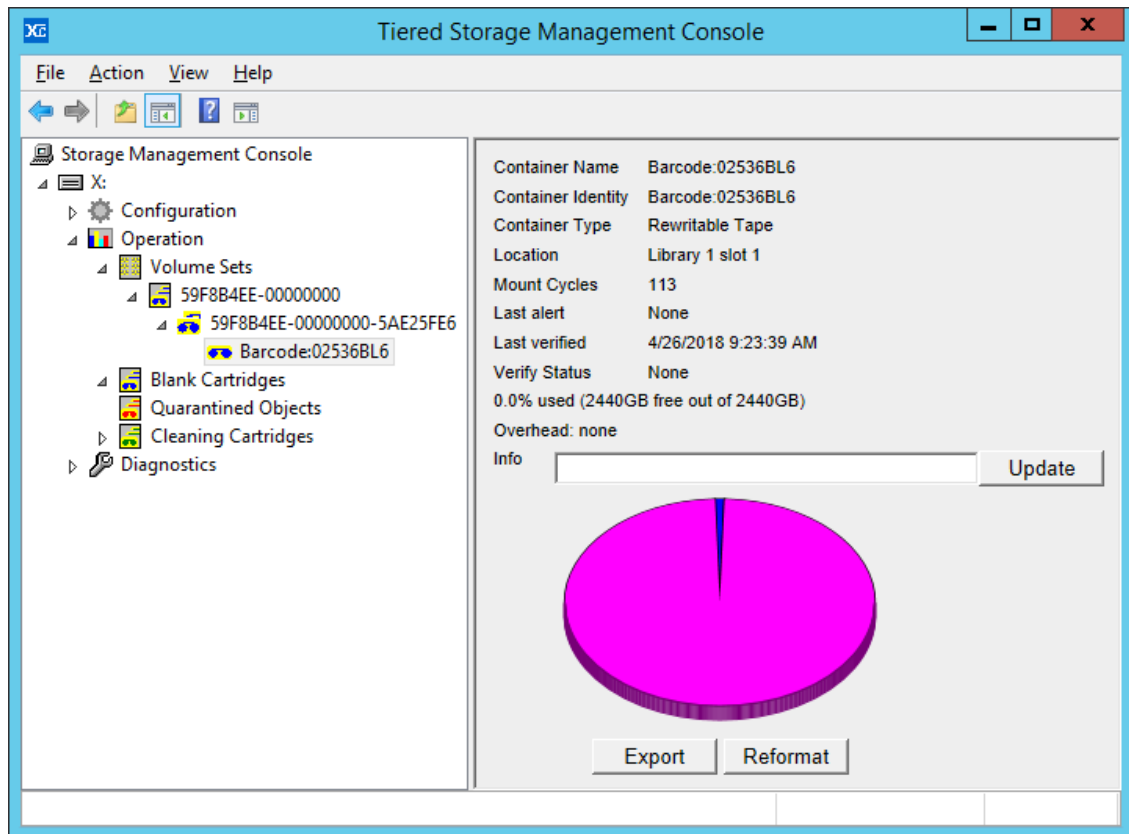 XC Tiered Storage Management Console
File Action View Help
Storage Management Console
X:
Configuration
Operation
Volume Sets
59F8B4EE-00000000
59F8B4EE-00000000-5AE25FE6
Barcode:02536BL6
Blank Cartridges
Quarantined Objects
Cleaning Cartridges
Diagnostics
Container Name Barcode:02536BL6
Container Identity Barcode:02536BL6
Container Type Rewritable Tape
Location Library 1 slot 1
Mount Cycles 113
Last alert None
Last verified 4/26/2018 9:23:39 AM
Verify Status None
0.0% used (2440GB free out of 2440GB)
Overhead: none
Info Update
Export Reformat